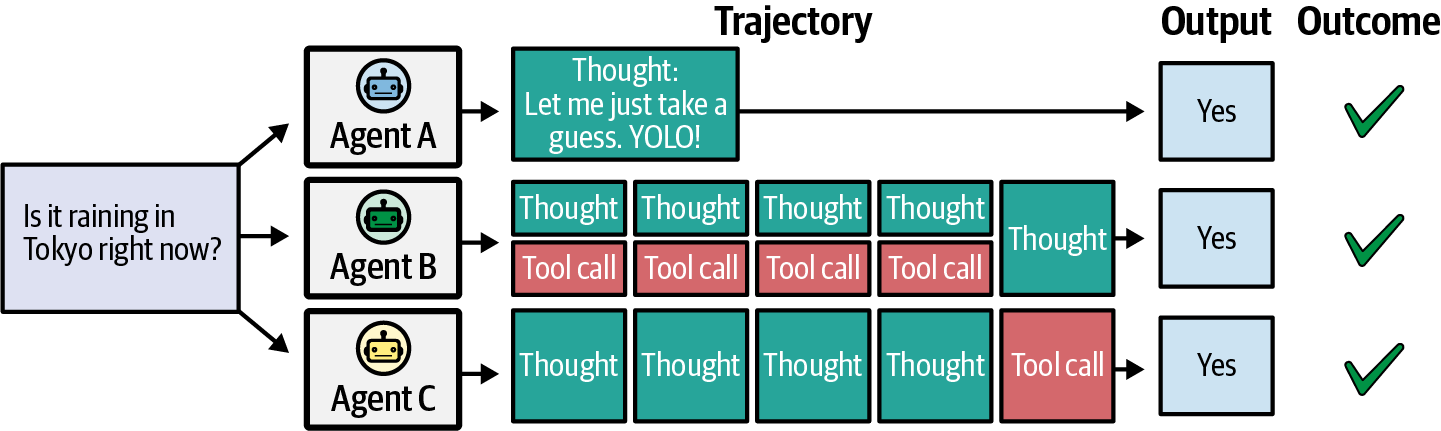 Trajectory
Output
Outcome
Is it raining in
Tokyo right now?
Agent A
Thought:
Let me just take a
guess. YOLO!
Yes
Agent B
Thought
Thought
Thought
Thought
Tool call
Tool call
Tool call
Tool call
Thought
Yes
Agent C
Thought
Thought
Thought
Thought
Tool call
Yes